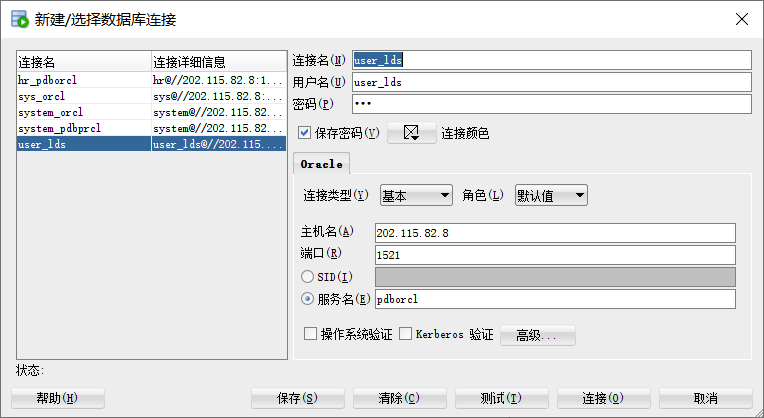 新建/选择数据库连接
连接名 连接详细信息
hr_pdborcl hr@//202.115.82.8:1...
sys_orcl sys@//202.115.82.8:...
system_orcl system@//202.115.82...
system_pdbprcl system@//202.115.82...
user_lds user_lds@//202.115....
连接名(N) user_lds
用户名(U) user_lds
密码(P) •••
保存密码(V) 连接颜色
Oracle
连接类型(Y) 基本 角色(L) 默认值
主机名(A) 202.115.82.8
端口(R) 1521
SID(I)
服务名(E) pdborcl
操作系统验证 Kerberos 验证 高级...
状态:
帮助(H) 保存(S) 清除(C) 测试(T) 连接(O) 取消